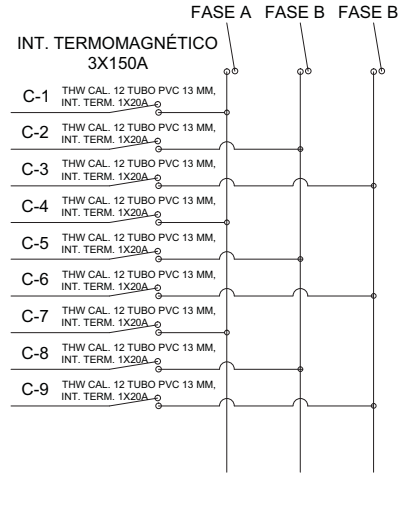 FASE A FASE B FASE B
INT. TERMOMAGNÉTICO
3X150A
C-1 THW CAL. 12 TUBO PVC 13 MM,
INT. TERM. 1X20A
C-2 THW CAL. 12 TUBO PVC 13 MM,
INT. TERM. 1X20A
C-3 THW CAL. 12 TUBO PVC 13 MM,
INT. TERM. 1X20A
C-4 THW CAL. 12 TUBO PVC 13 MM,
INT. TERM. 1X20A
C-5 THW CAL. 12 TUBO PVC 13 MM,
INT. TERM. 1X20A
C-6 THW CAL. 12 TUBO PVC 13 MM,
INT. TERM. 1X20A
C-7 THW CAL. 12 TUBO PVC 13 MM,
INT. TERM. 1X20A
C-8 THW CAL. 12 TUBO PVC 13 MM,
INT. TERM. 1X20A
C-9 THW CAL. 12 TUBO PVC 13 MM,
INT. TERM. 1X20A